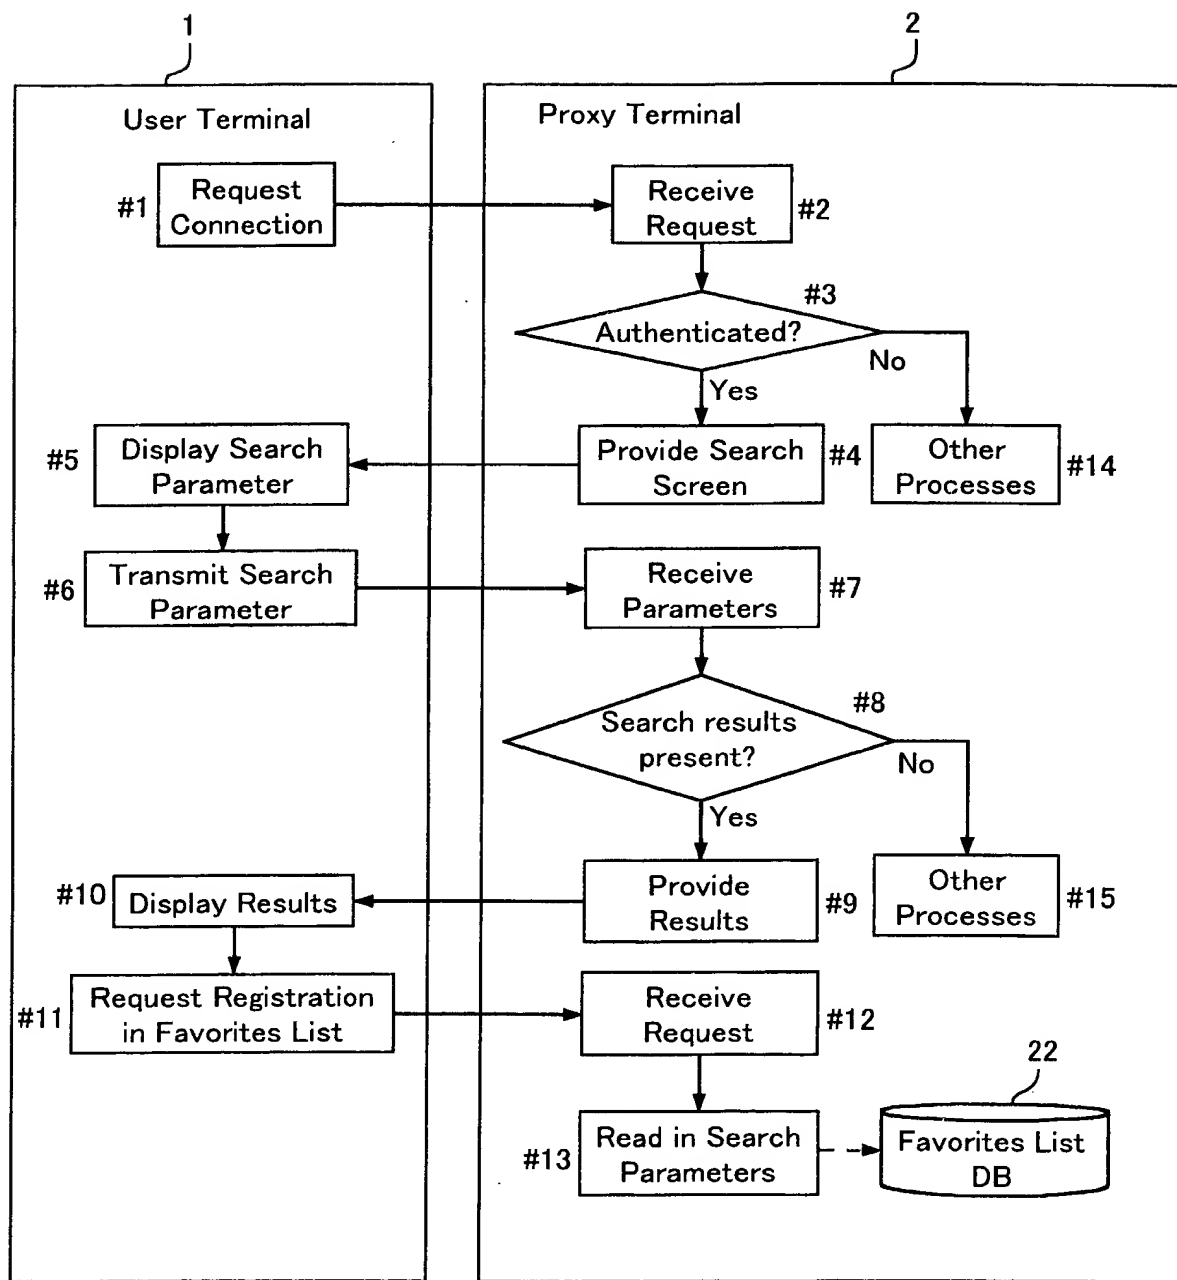 1
2
User Terminal
Proxy Terminal
#1
Request
Connection
Receive
Request
#2
#3
Authenticated?
No
Yes
#5
Display Search
Parameter
Provide Search
Screen
#4
Other
Processes
#14
#6
Transmit Search
Parameter
Receive
Parameters
#7
#8
Search results
present?
No
Yes
#10
Display Results
Provide
Results
#9
Other
Processes
#15
#11
Request Registration
in Favorites List
Receive
Request
#12
22
#13
Read in Search
Parameters
Favorites List
DB